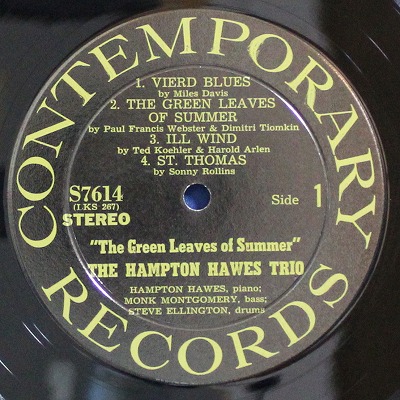 CONTEMPORARY
1. VIERD BLUES
by Miles Davis
2. THE GREEN LEAVES
OF SUMMER
by Paul Francis Webster & Dimitri Tiomkin
3. ILL WIND
by Ted Koehler & Harold Arlen
4. ST. THOMAS
by Sonny Rollins
S7614
(LKS 267)
STEREO
Side 1
"The Green Leaves of Summer"
THE HAMPTON HAWES TRIO
HAMPTON HAWES, piano;
MONK MONTGOMERY, bass;
STEVE ELLINGTON, drums
RECORDS